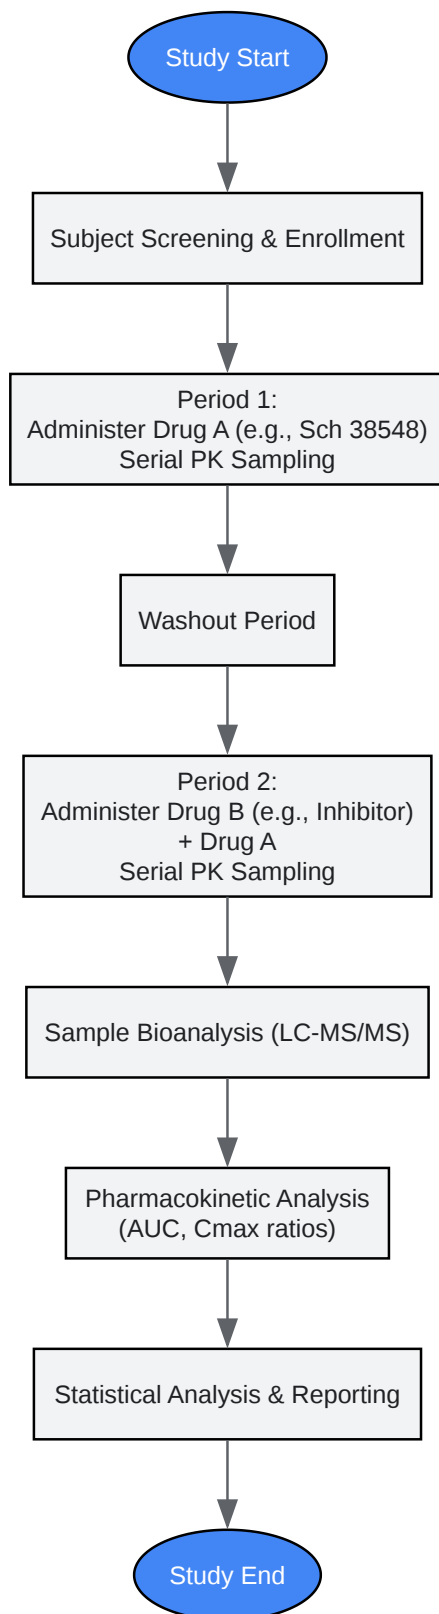 Study Start
Subject Screening & Enrollment
Period 1:
Administer Drug A (e.g., Sch 38548)
Serial PK Sampling
Washout Period
Period 2:
Administer Drug B (e.g., Inhibitor)
+ Drug A
Serial PK Sampling
Sample Bioanalysis (LC-MS/MS)
Pharmacokinetic Analysis
(AUC, Cmax ratios)
Statistical Analysis & Reporting
Study End